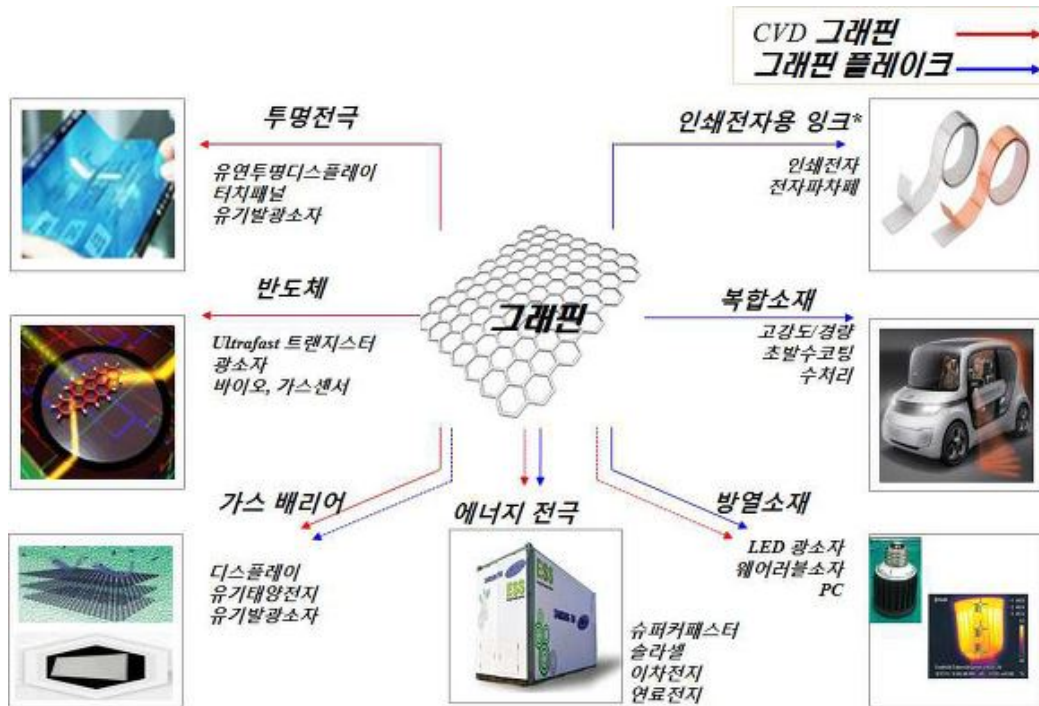 CVD 그래핀
그래핀 플레이크
투명전극
유연투명디스플레이
터치패널
유기발광소자
인쇄전자용 잉크*
인쇄전자
전자파차폐
그래핀
반도체
Ultrafast 트랜지스터
광소자
바이오, 가스센서
복합소재
고강도/경량
초발수코팅
수처리
가스 배리어
디스플레이
유기태양전지
유기발광소자
에너지 전극
ESS
ESS
슈퍼커패스터
슬라셀
이차전지
연료전지
방열소재
LED 광소자
웨어러블소자
PC